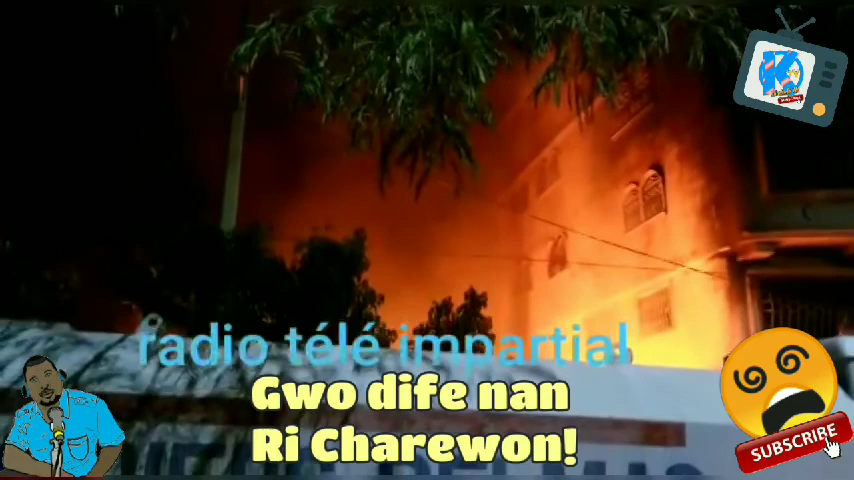 radio télé impartial
Gwo dife nan
Ri Charewon!
SUBSCRIBE